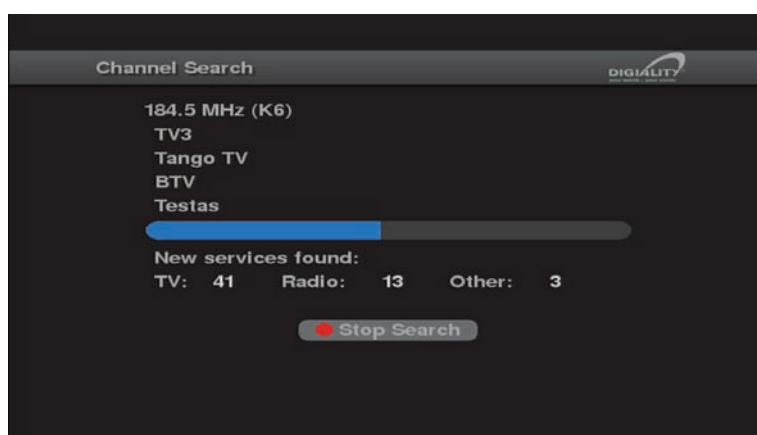 Channel Search
DIGIALITY
184.5 MHz (K6)
TV3
Tango TV
BTV
Testas
New services found:
TV: 41 Radio: 13 Other: 3
Stop Search